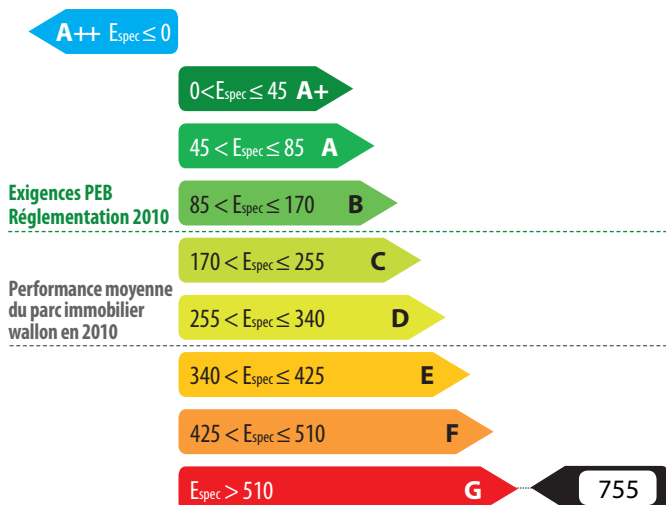 A++ Espec ≤ 0
0<Espec ≤ 45 A+
45 < Espec ≤ 85 A
Exigences PEB
Réglementation 2010
85 < Espec ≤ 170 B
170 < Espec ≤ 255 C
Performance moyenne
du parc immobilier
wallon en 2010
255 < Espec ≤ 340 D
340 < Espec ≤ 425 E
425 < Espec ≤ 510 F
Espec > 510 G
755